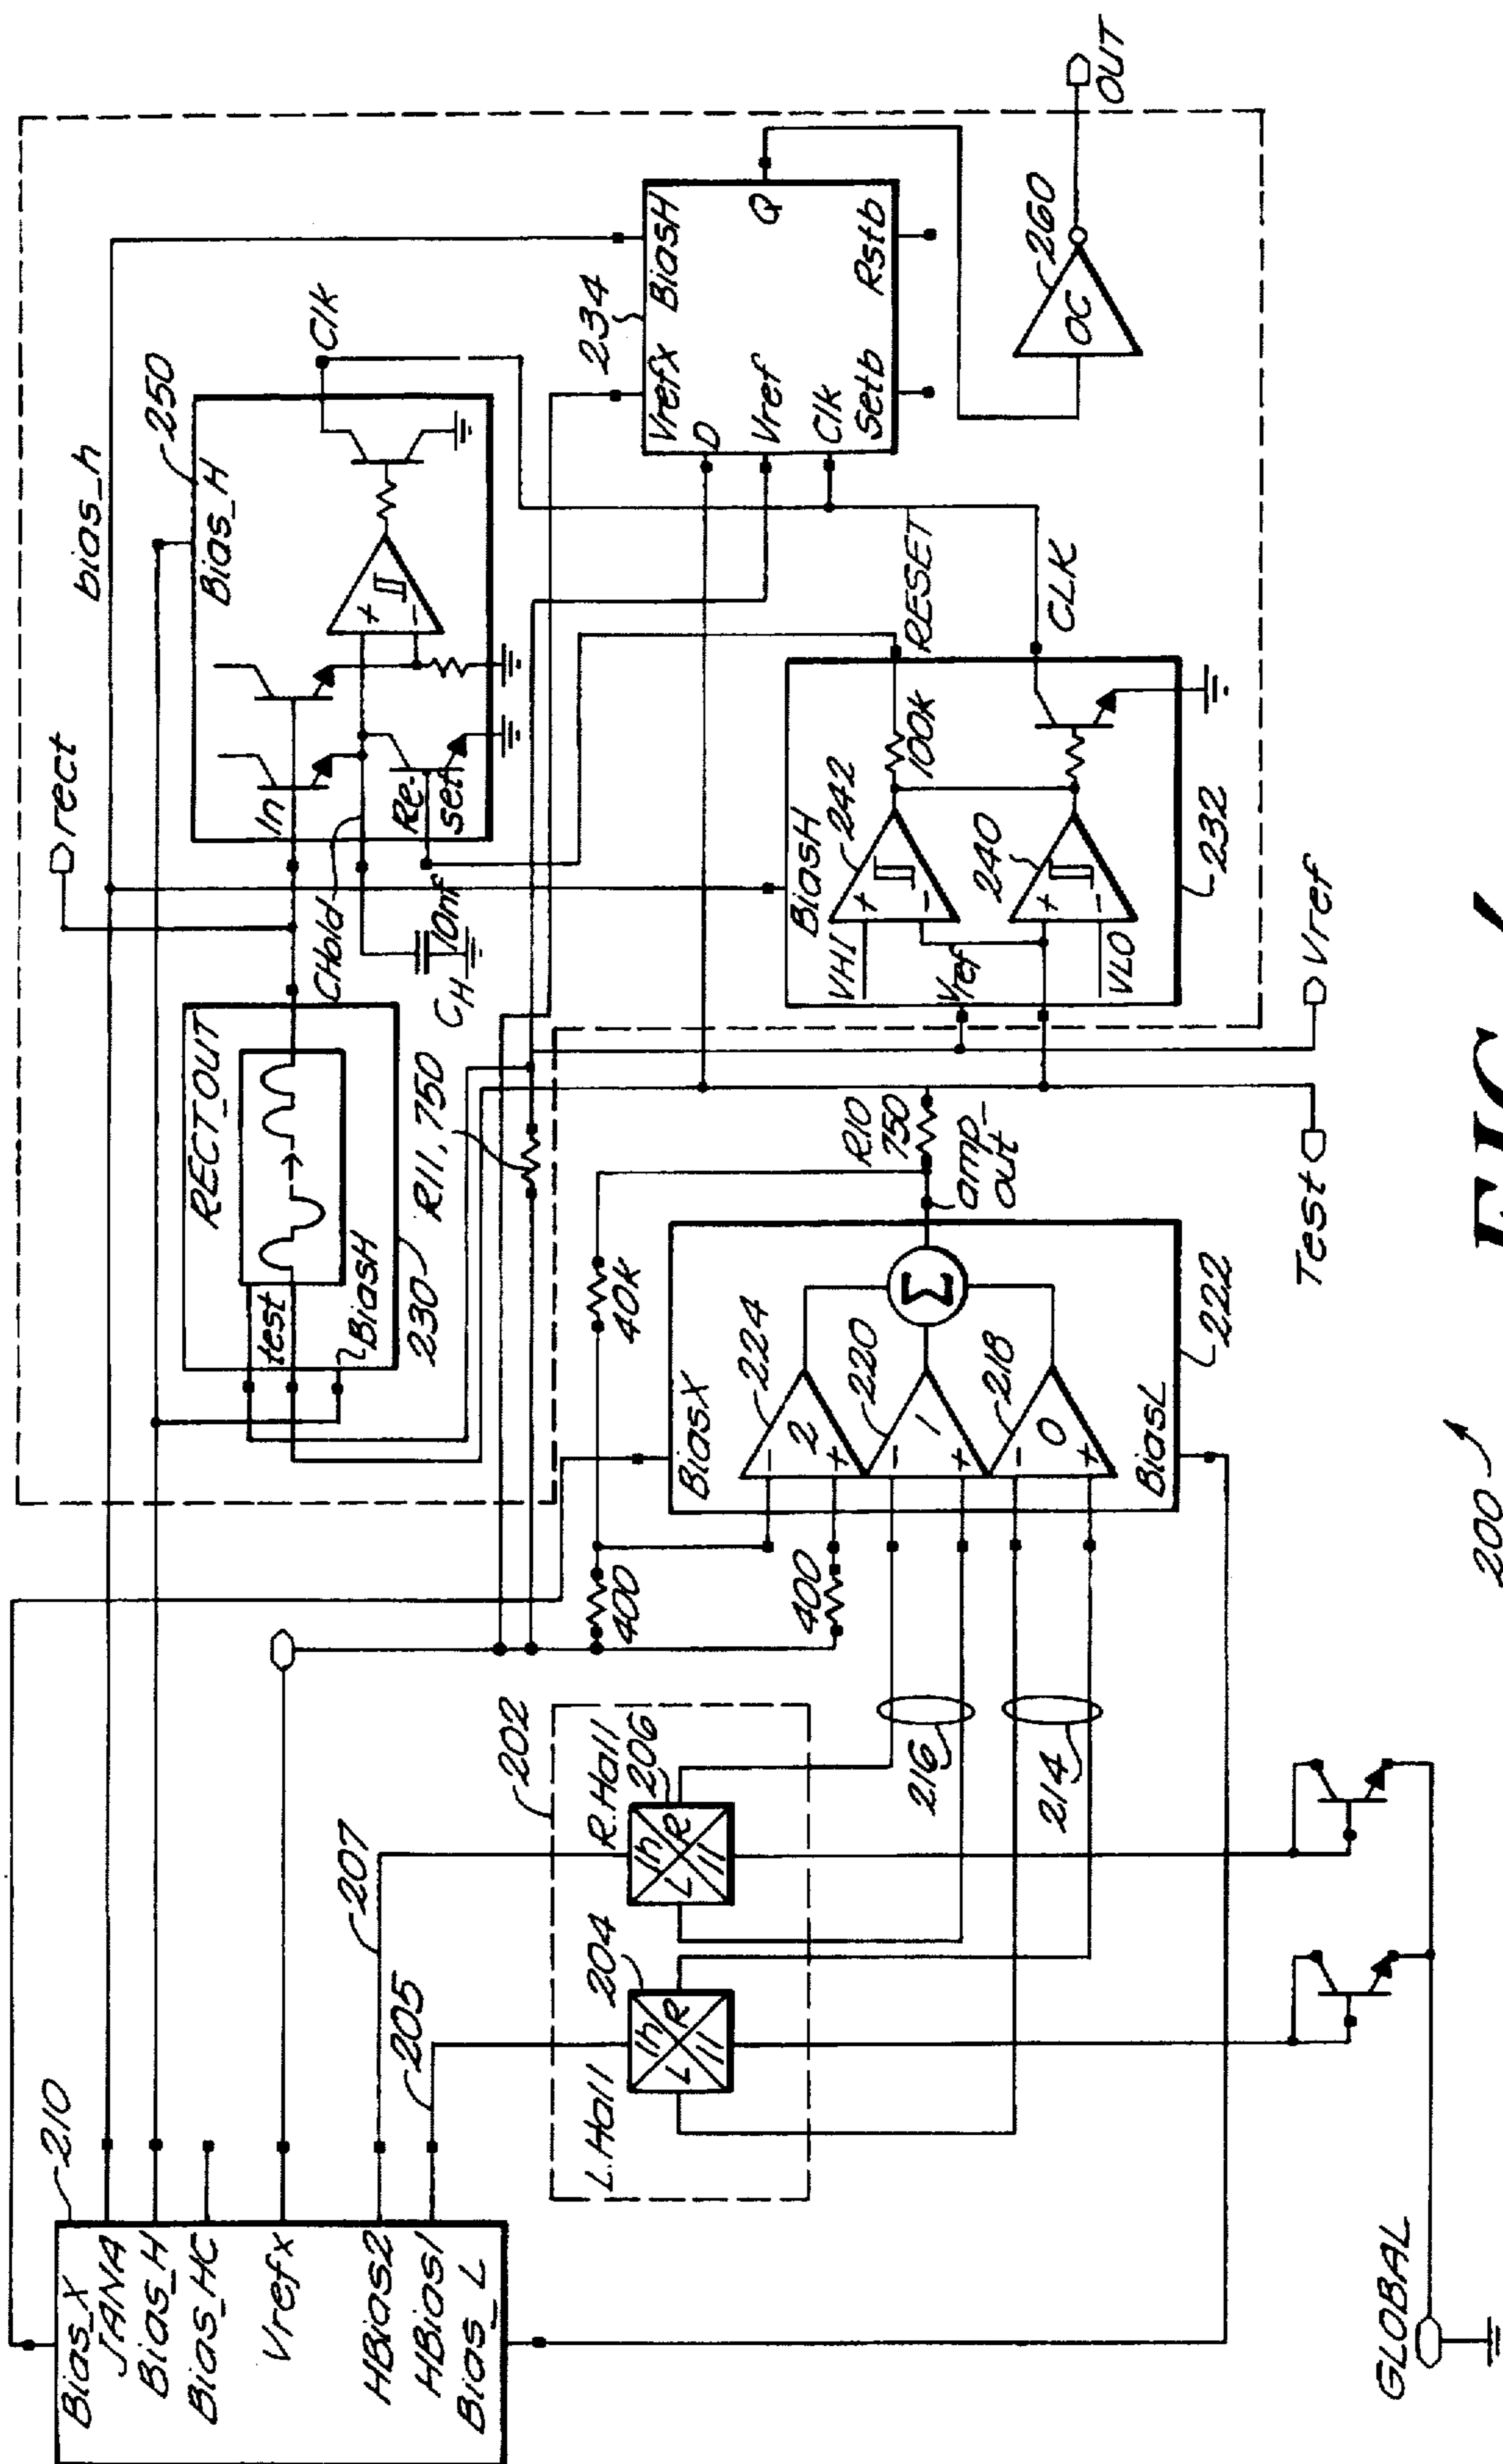 210
Bias_X
JANA
Bias_H
Bias_HC
Vrefx
HBias2
HBias1
Bias_L
207
205
202
L.Hall
204
L
R
R.Hall
206
L
R
216
214
GLOBAL
400
400
40k
BiasX
224
2
-
+
220
1
-
+
218
0
-
+
BiasL
Σ
222
amp_
out
R10
750
Test
RECT_OUT
test
BiasH
230
R11, 750
rect
bias_h
250
Bias_H
In
CHold
Re-
set
+
-
CH
10nf
Clk
234
Vrefx
BiasH
D
Vref
Clk
Q
Setb
Rstb
RESET
CLK
BiasH
242
VHI
+
-
100k
Vref
240
+
-
VLO
232
Vref
OC
260
OUT
200